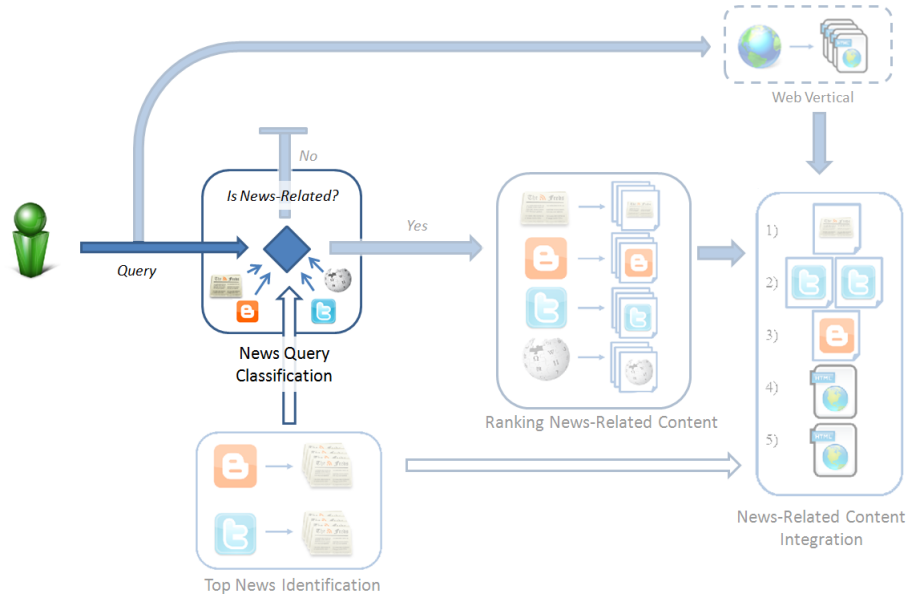 Web Vertical
No
Is News-Related?
Yes
Query
News Query
Classification
1)
2)
3)
4)
5)
Ranking News-Related Content
News-Related Content
Integration
Top News Identification